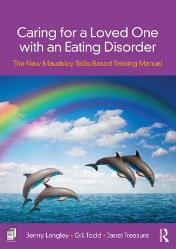 Caring for a Loved One
with an Eating Disorder
The New Maudsley Skills-Based Training Manual
Jenny Langley • Gill Todd • Janet Treasure